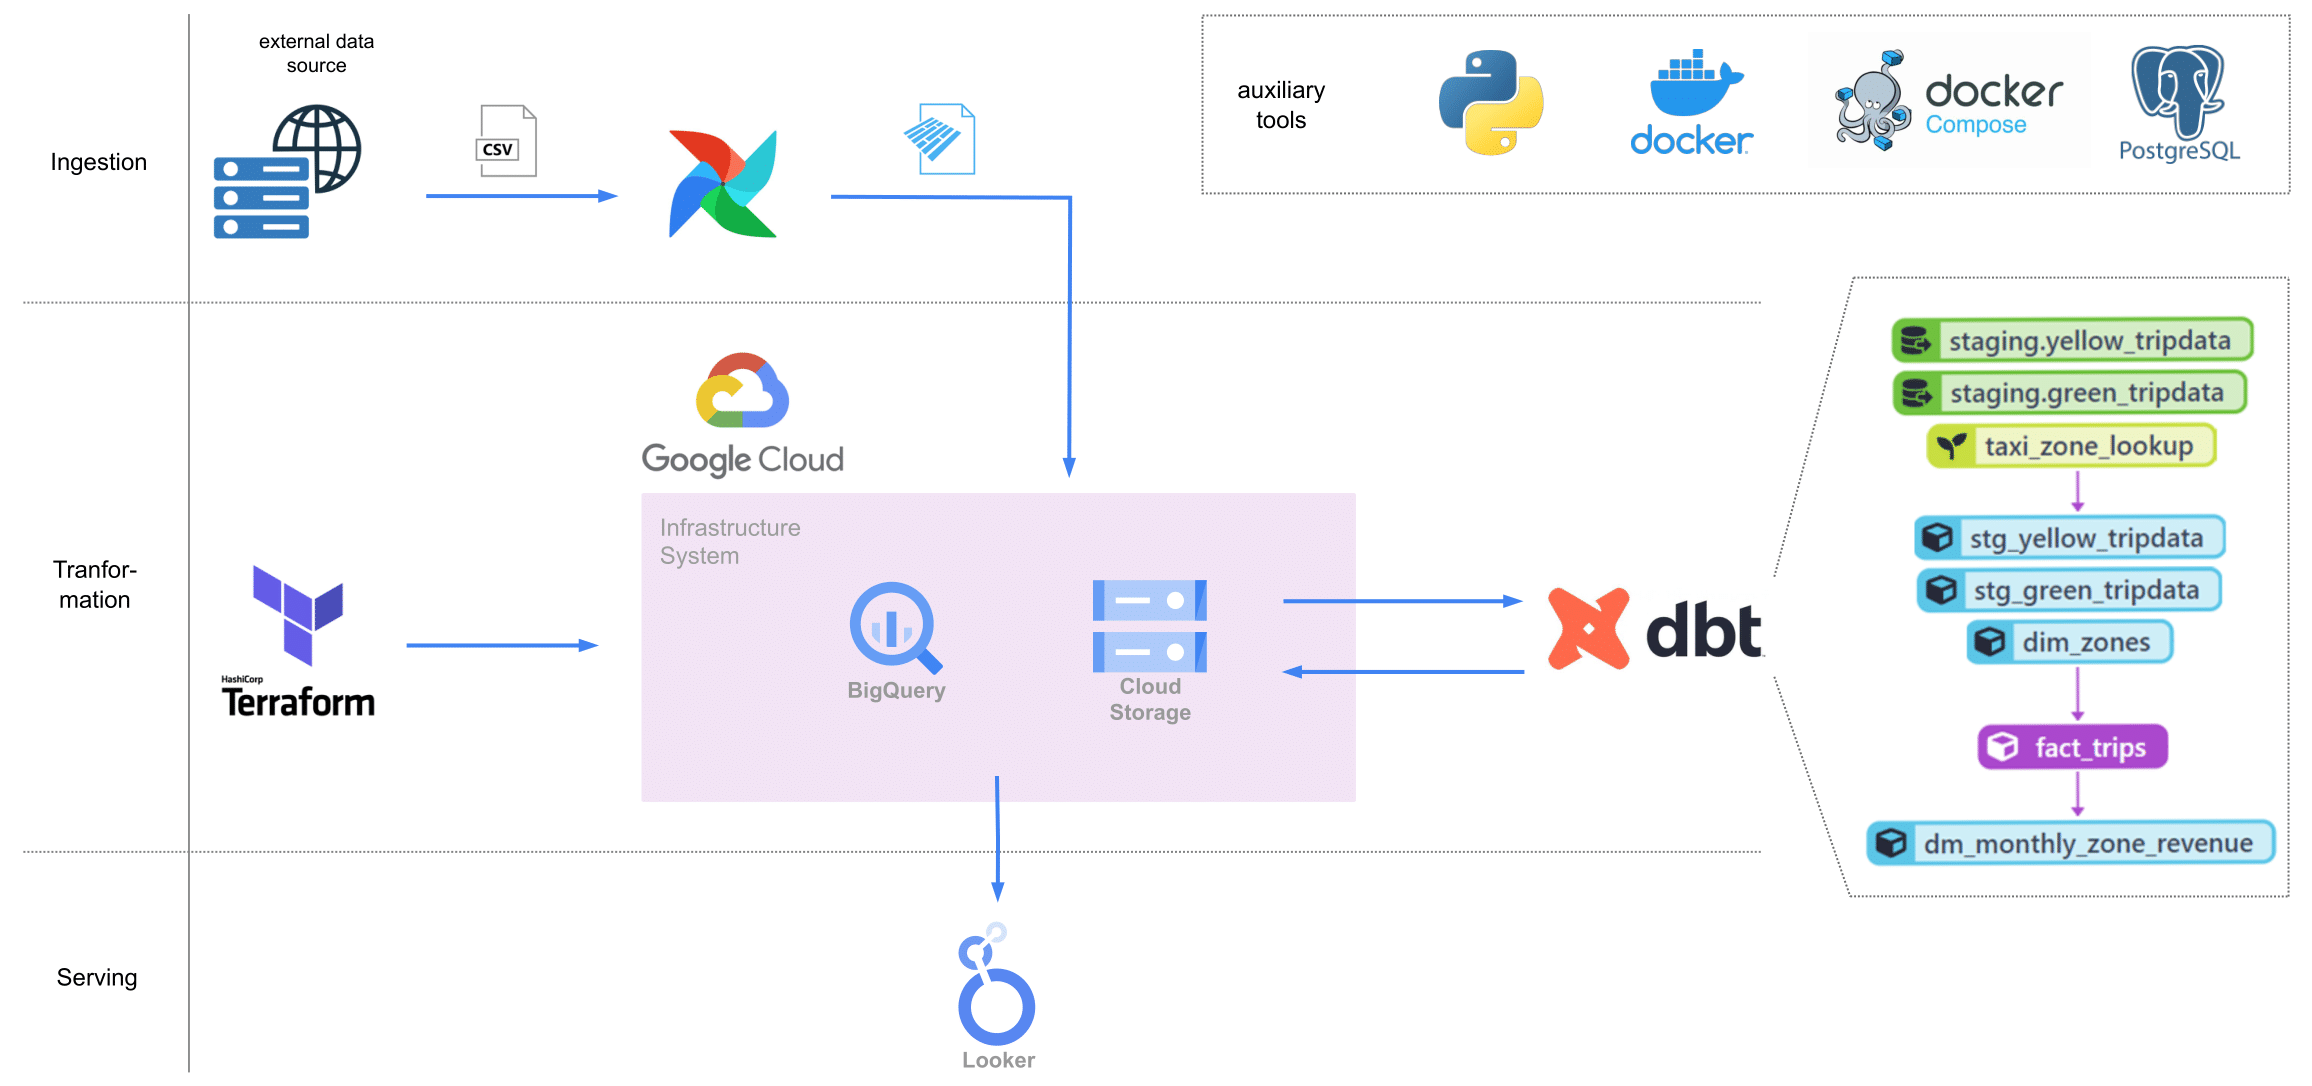 external data
source
CSV
Ingestion
auxiliary
tools
docker
docker
Compose
PostgreSQL
Google Cloud
Infrastructure
System
BigQuery
Cloud
Storage
Tranfor-
mation
HashiCorp
Terraform
dbt
staging.yellow_tripdata
staging.green_tripdata
taxi_zone_lookup
stg_yellow_tripdata
stg_green_tripdata
dim_zones
fact_trips
dm_monthly_zone_revenue
Serving
Looker